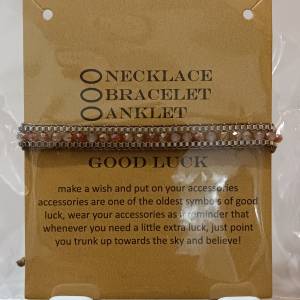 NECKLACE
BRACELET
ANKLET
GOOD LUCK
make a wish and put on your accessories
accessories are one of the oldest symbols of good
luck, wear your accessories as a reminder that
whenever you need a little extra luck, just point
you trunk up towards the sky and believe!